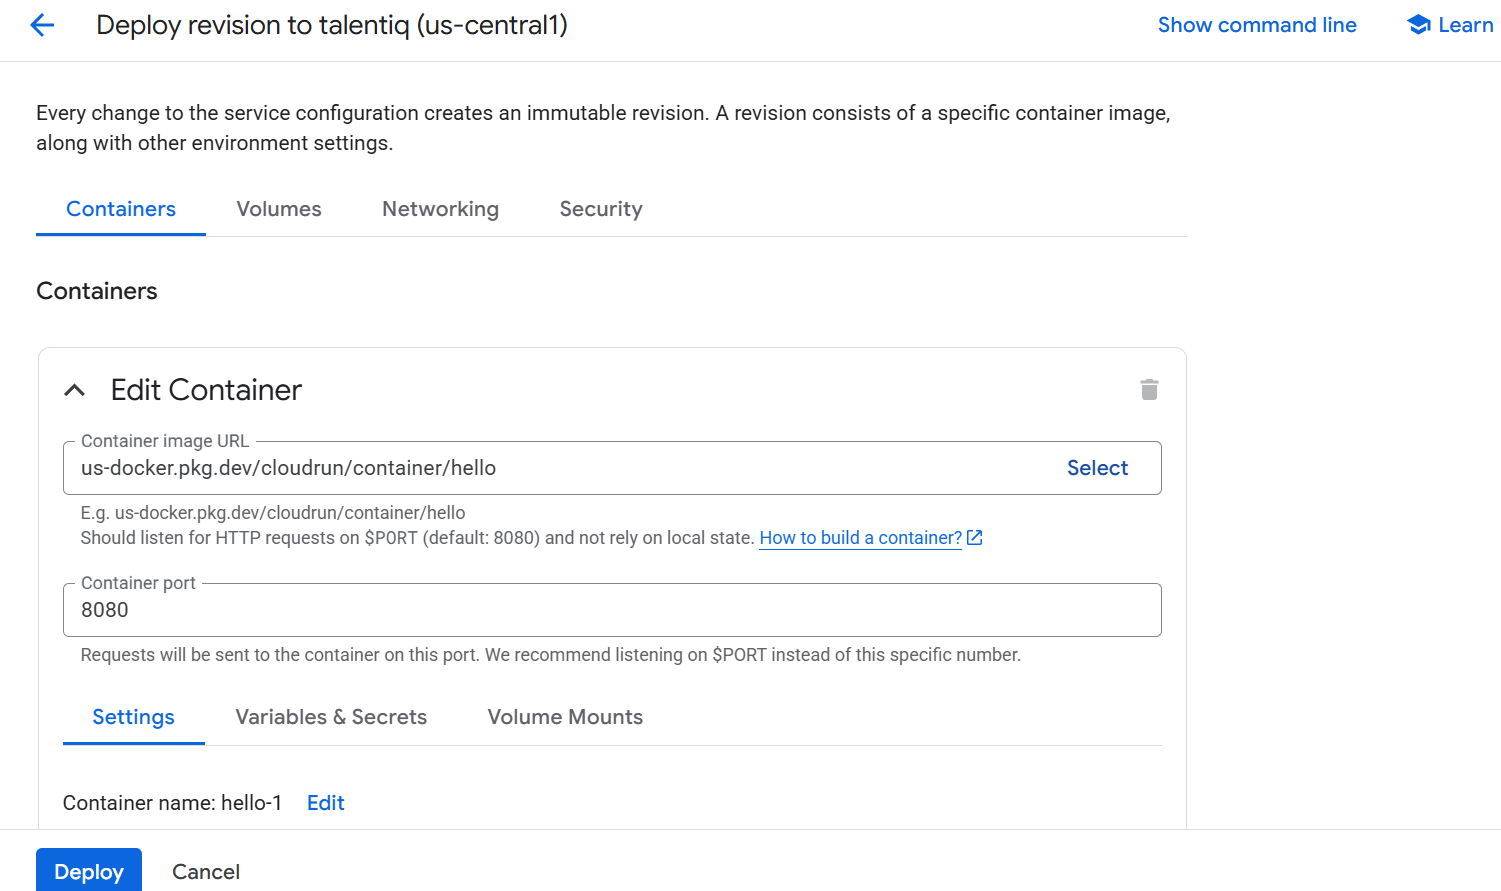 Deploy revision to talentiq (us-central1)
Show command line
Learn
Every change to the service configuration creates an immutable revision. A revision consists of a specific container image,
along with other environment settings.
Containers
Volumes
Networking
Security
Containers
Edit Container
Container image URL
us-docker.pkg.dev/cloudrun/container/hello
Select
E.g. us-docker.pkg.dev/cloudrun/container/hello
Should listen for HTTP requests on $PORT (default: 8080) and not rely on local state. How to build a container?
Container port
8080
Requests will be sent to the container on this port. We recommend listening on $PORT instead of this specific number.
Settings
Variables & Secrets
Volume Mounts
Container name: hello-1
Edit
Deploy
Cancel